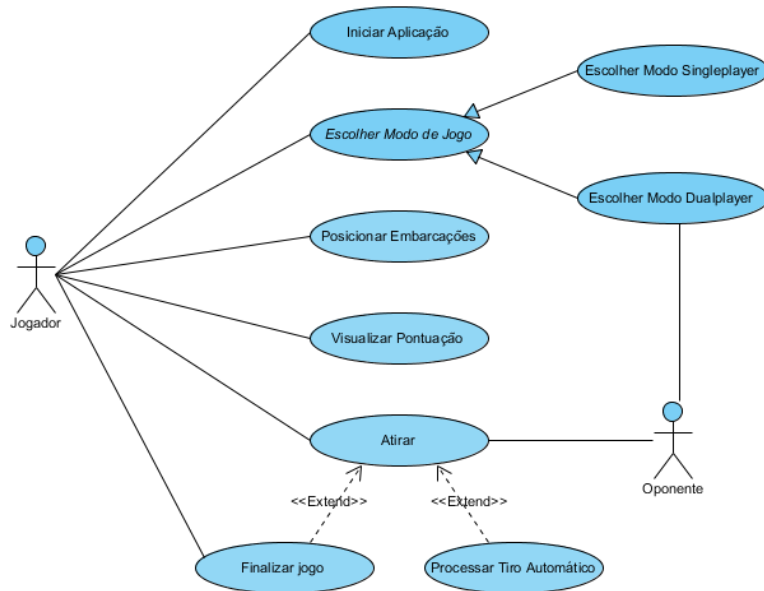 Iniciar Aplicação
Escolher Modo Singleplayer
Escolher Modo de Jogo
Escolher Modo Dualplayer
Posicionar Embarcações
Jogador
Visualizar Pontuação
Atirar
Oponente
<<Extend>>
<<Extend>>
Finalizar jogo
Processar Tiro Automático